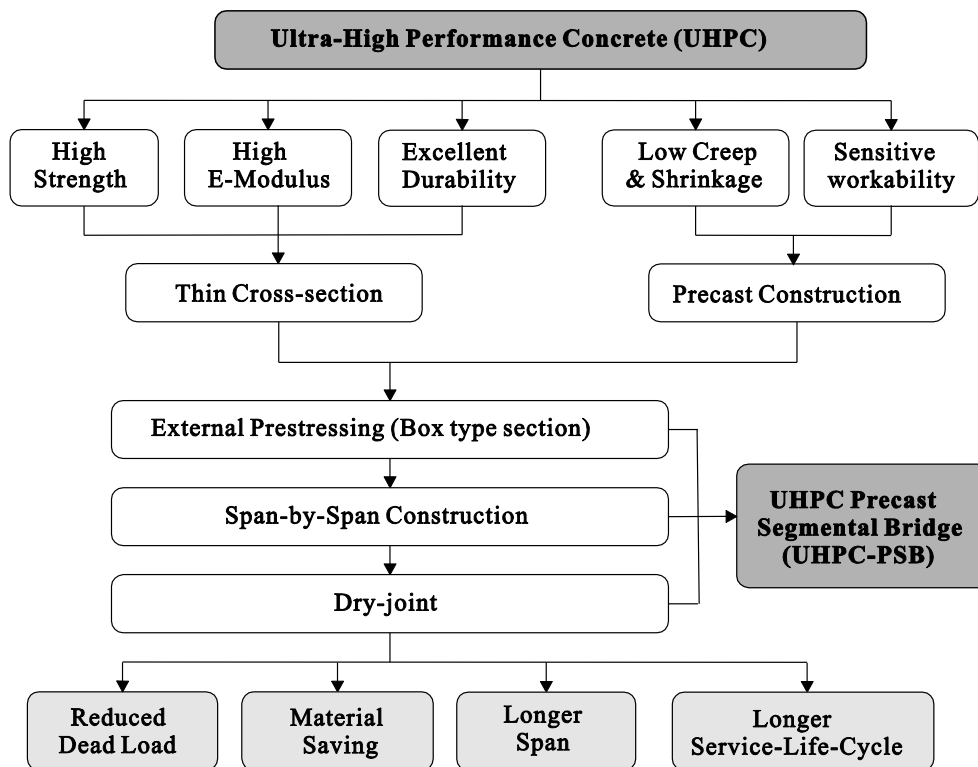 Ultra-High Performance Concrete (UHPC)
High
Strength
High
E-Modulus
Excellent
Durability
Low Creep
& Shrinkage
Sensitive
workability
Thin Cross-section
Precast Construction
External Prestressing (Box type section)
Span-by-Span Construction
Dry-joint
UHPC Precast
Segmental Bridge
(UHPC-PSB)
Reduced
Dead Load
Material
Saving
Longer
Span
Longer
Service-Life-Cycle